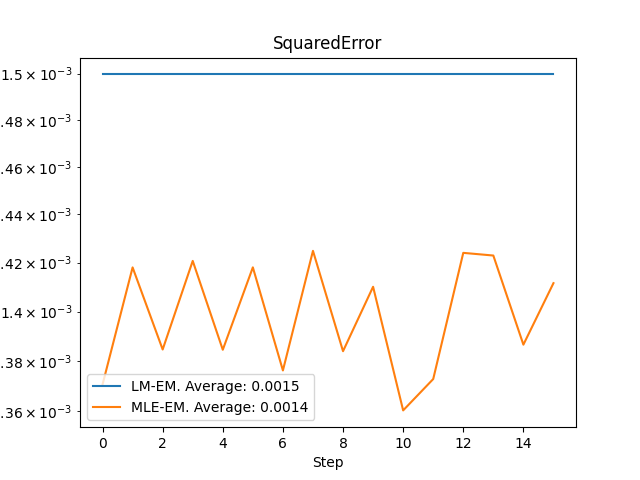 SquaredError
1.5 × 10⁻³
.48 × 10⁻³
.46 × 10⁻³
.44 × 10⁻³
.42 × 10⁻³
1.4 × 10⁻³
.38 × 10⁻³
.36 × 10⁻³
LM-EM. Average: 0.0015
MLE-EM. Average: 0.0014
0 2 4 6 8 10 12 14
Step